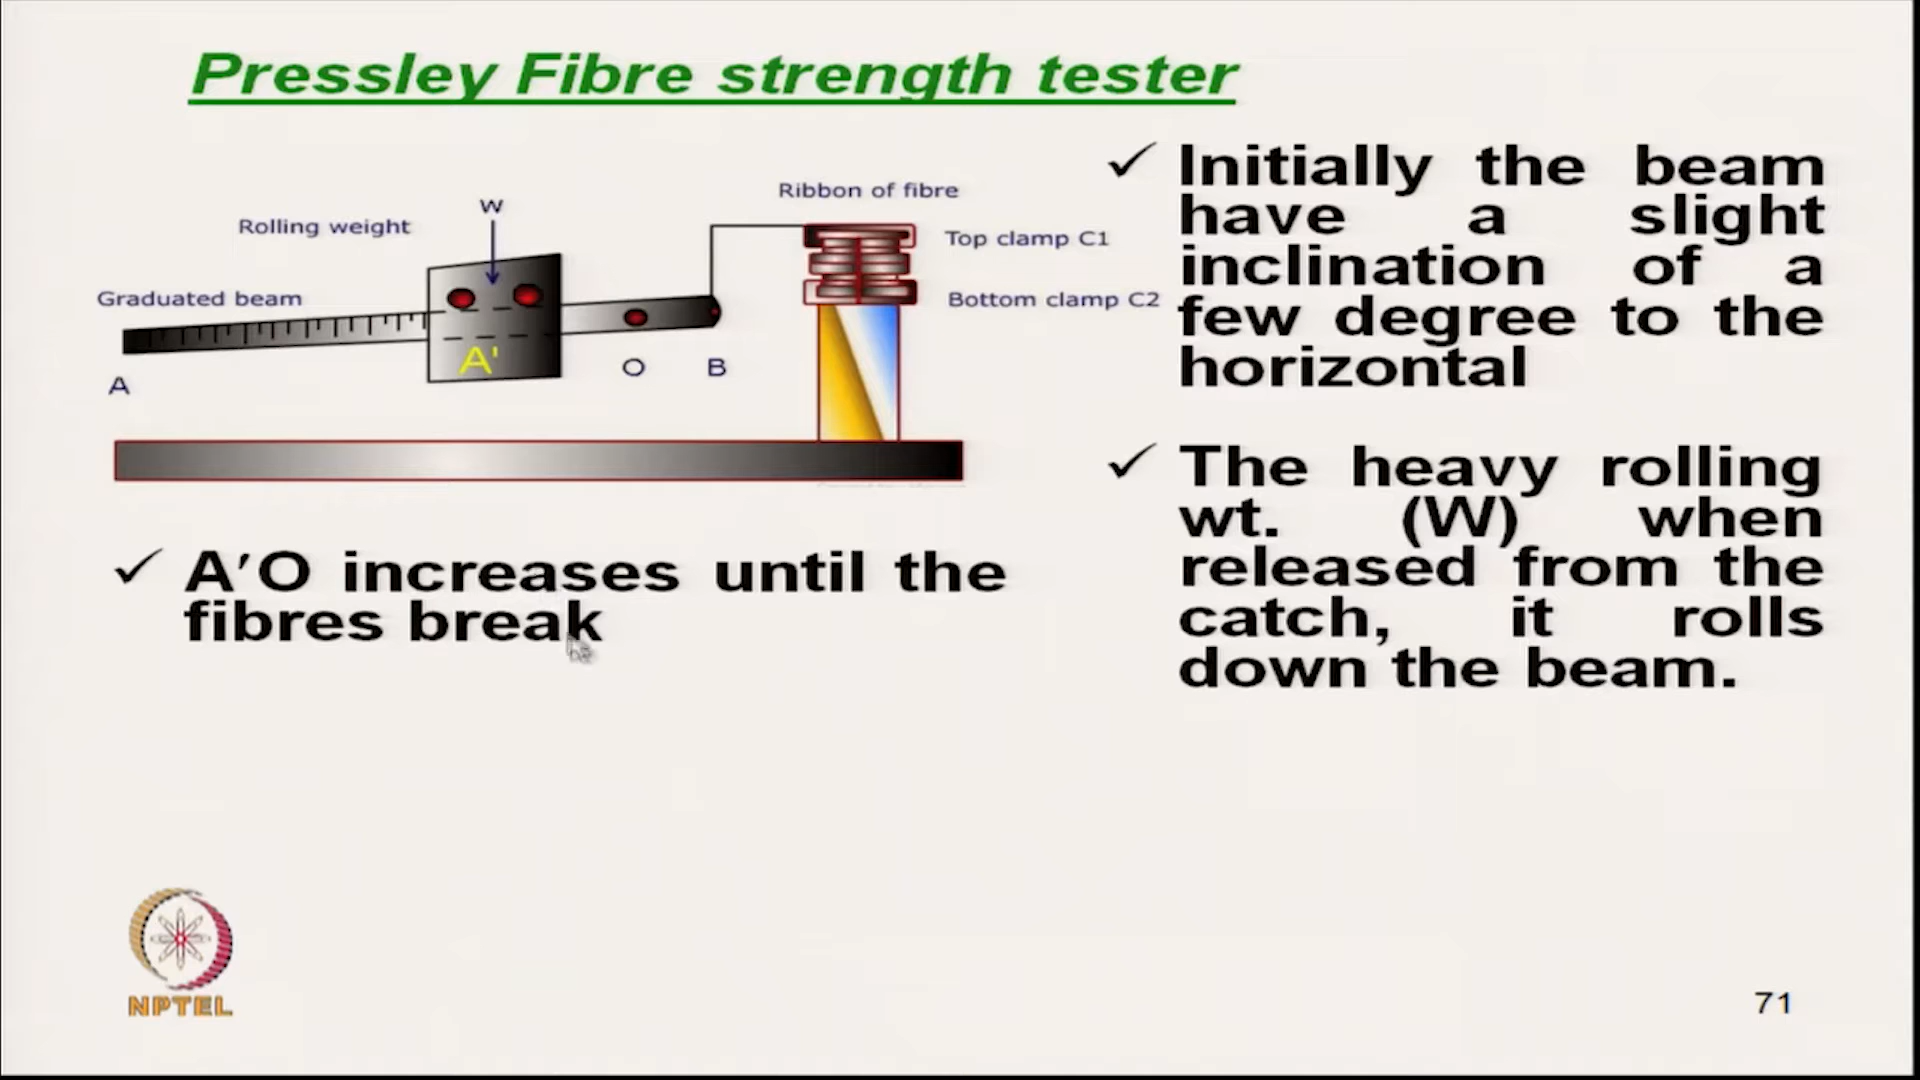 Pressley Fibre strength tester
Ribbon of fibre
W
Rolling weight
Top clamp C1
Graduated beam
Bottom clamp C2
A'
A
O
B
✓ A′O increases until the
fibres break
✓ Initially the beam
have a slight
inclination of a
few degree to the
horizontal
✓ The heavy rolling
wt. (W) when
released from the
catch, it rolls
down the beam.
NPTEL
71